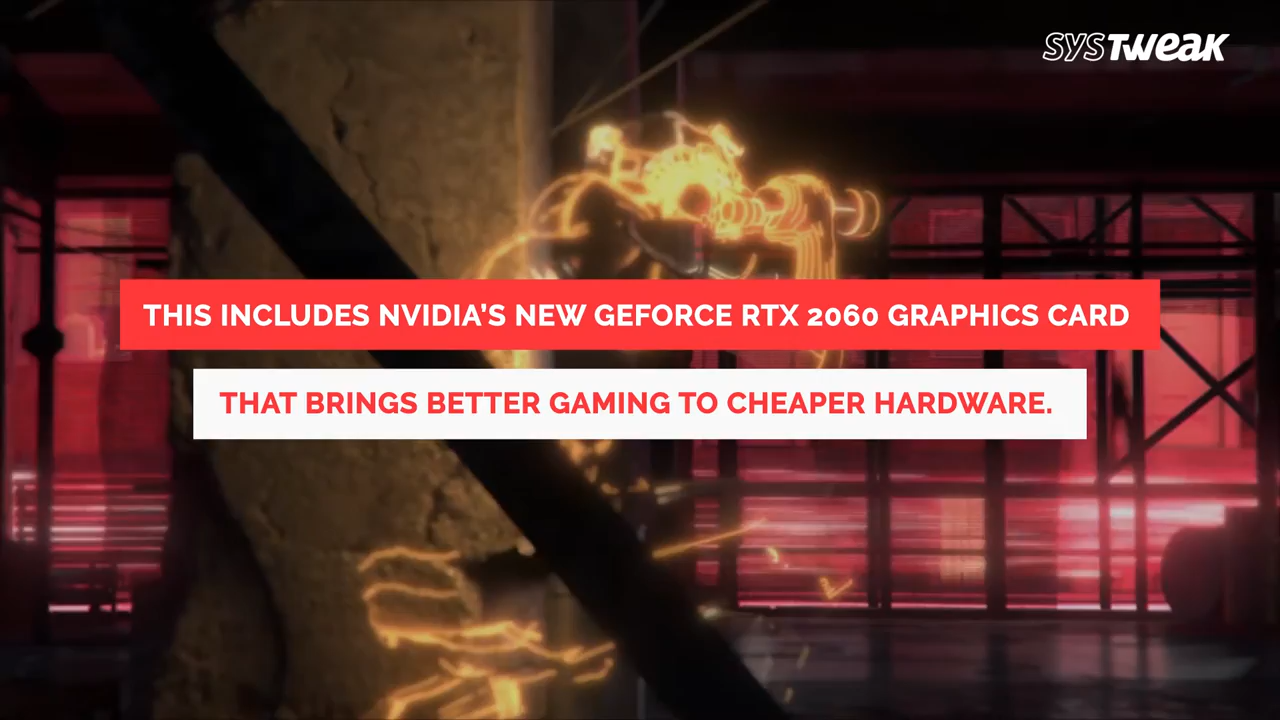 SYSTWEAK
THIS INCLUDES NVIDIA'S NEW GEFORCE RTX 2060 GRAPHICS CARD
THAT BRINGS BETTER GAMING TO CHEAPER HARDWARE.